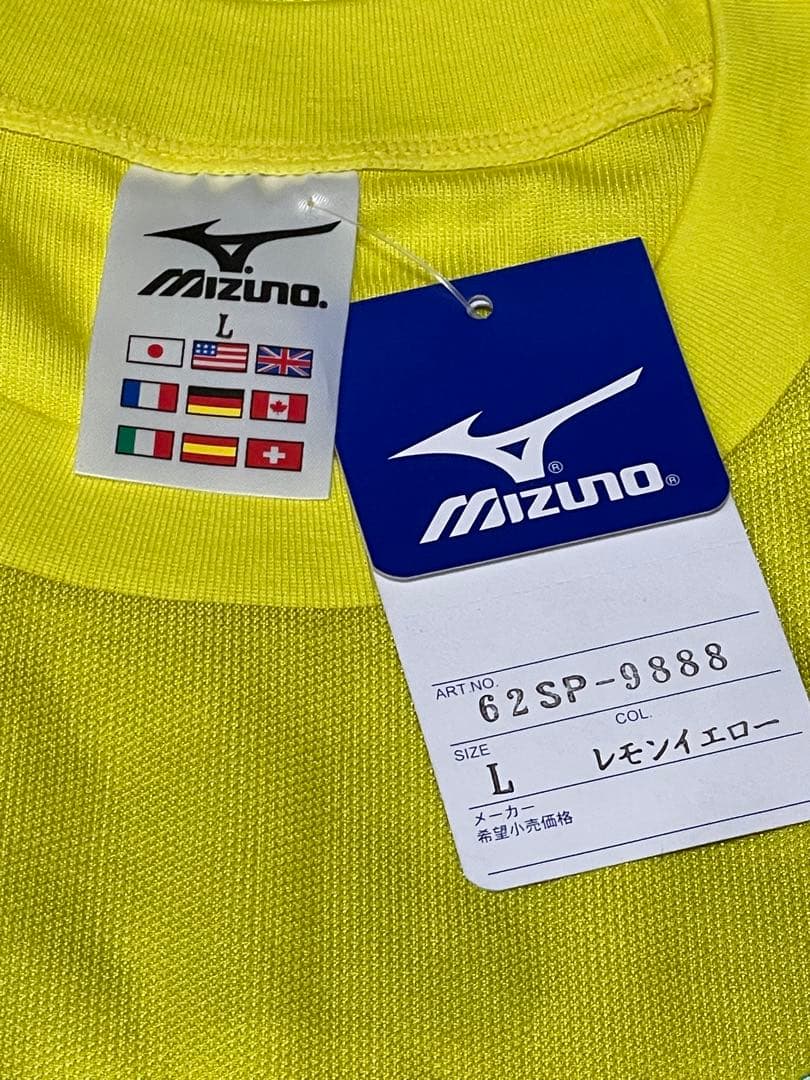 MIZUNO.
L
MIZUNO®
ART.NO. 62SP-9888
SIZE L
COL. レモンイエロー
メーカー
希望小売価格